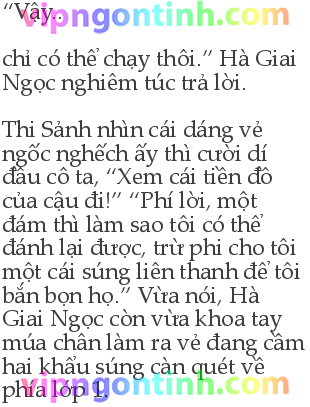 “Vậy..
vipngontinh.com
chỉ có thể chạy thôi.” Hà Giai
Ngọc nghiêm túc trả lời.
Thi Sảnh nhìn cái dáng vẻ
ngốc nghếch ấy thì cười dí
đầu cô ta, “Xem cái tiền đồ
của cậu đi!” “Phí lời, một
đám thì làm sao tôi có thể
đánh lại được, trừ phi cho tôi
một cái súng liên thanh để tôi
bắn bọn họ.” Vừa nói, Hà
Giai Ngọc còn vừa khoa tay
múa chân làm ra vẻ đang cầm
hai khẩu súng càn quét về
phía lớp 1.
vipngontinh.com